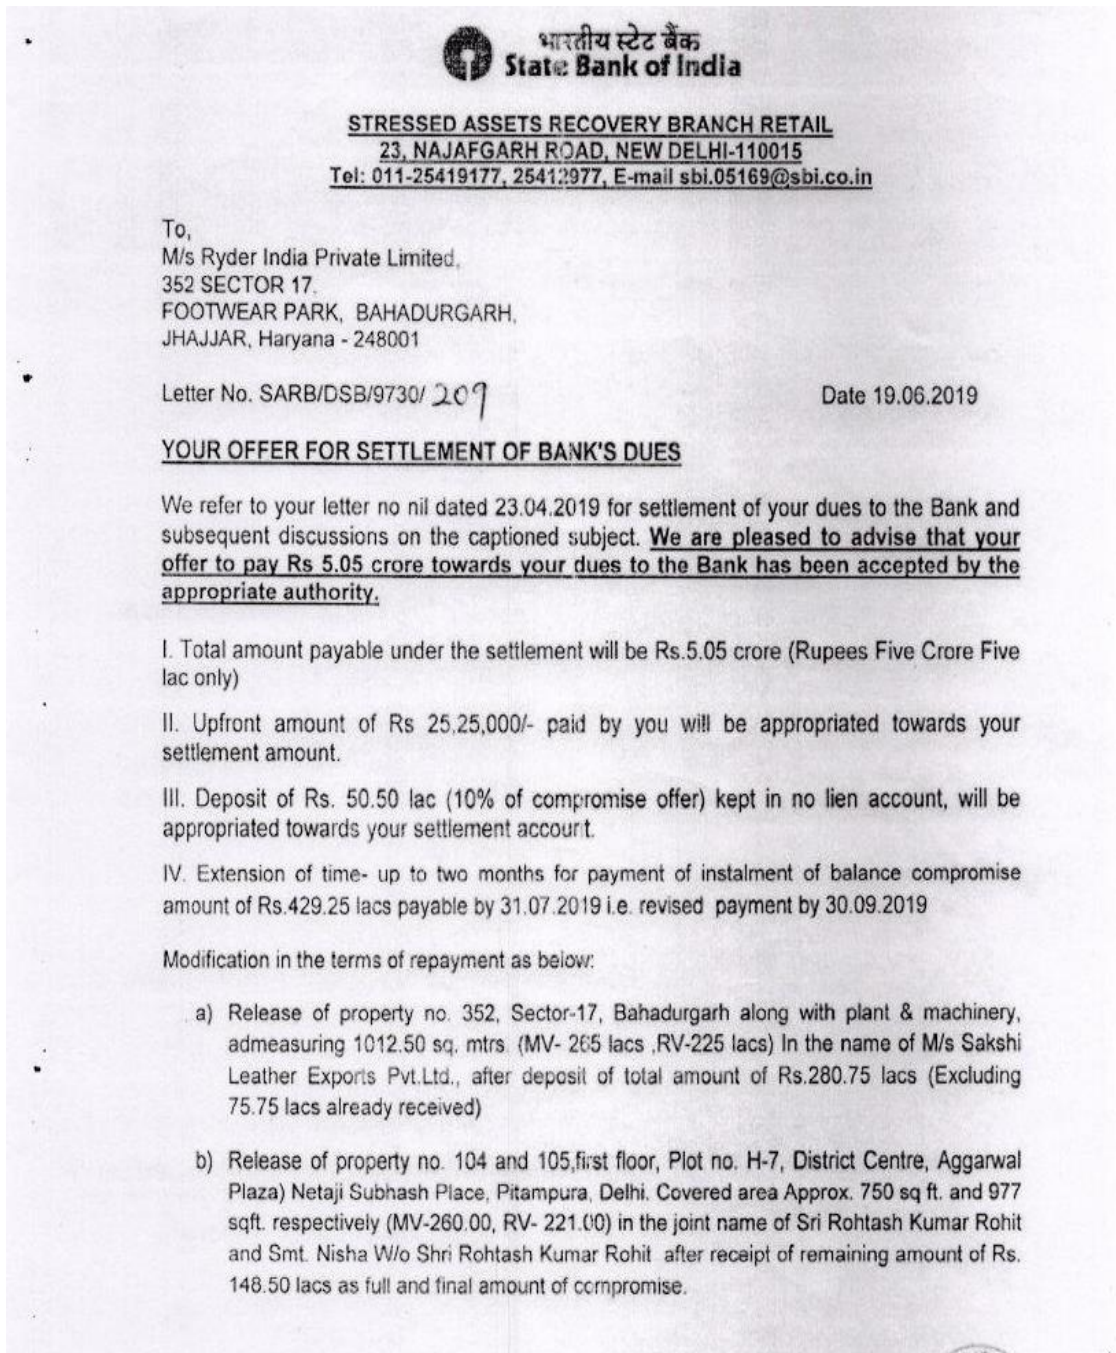 भारतीय स्टेट बैंक
State Bank of India
STRESSED ASSETS RECOVERY BRANCH RETAIL
23, NAJAFGARH ROAD, NEW DELHI-110015
Tel: 011-25419177, 25412977, E-mail sbi.05169@sbi.co.in
To,
M/s Ryder India Private Limited,
352 SECTOR 17.
FOOTWEAR PARK, BAHADURGARH,
JHAJJAR, Haryana - 248001
Letter No. SARB/DSB/9730/ 209 Date 19.06.2019
YOUR OFFER FOR SETTLEMENT OF BANK'S DUES
We refer to your letter no nil dated 23.04.2019 for settlement of your dues to the Bank and
subsequent discussions on the captioned subject. We are pleased to advise that your
offer to pay Rs 5.05 crore towards your dues to the Bank has been accepted by the
appropriate authority.
I. Total amount payable under the settlement will be Rs.5.05 crore (Rupees Five Crore Five
lac only)
II. Upfront amount of Rs 25,25,000/- paid by you will be appropriated towards your
settlement amount.
III. Deposit of Rs. 50.50 lac (10% of compromise offer) kept in no lien account, will be
appropriated towards your settlement account.
IV. Extension of time- up to two months for payment of instalment of balance compromise
amount of Rs.429.25 lacs payable by 31.07.2019 i.e. revised payment by 30.09.2019
Modification in the terms of repayment as below:
a) Release of property no. 352, Sector-17, Bahadurgarh along with plant & machinery,
admeasuring 1012.50 sq. mtrs. (MV- 265 lacs ,RV-225 lacs) In the name of M/s Sakshi
Leather Exports Pvt.Ltd., after deposit of total amount of Rs.280.75 lacs (Excluding
75.75 lacs already received)
b) Release of property no. 104 and 105,first floor, Plot no. H-7, District Centre, Aggarwal
Plaza) Netaji Subhash Place, Pitampura, Delhi. Covered area Approx. 750 sq ft. and 977
sqft. respectively (MV-260.00, RV- 221.00) in the joint name of Sri Rohtash Kumar Rohit
and Smt. Nisha W/o Shri Rohtash Kumar Rohit after receipt of remaining amount of Rs.
148.50 lacs as full and final amount of compromise.